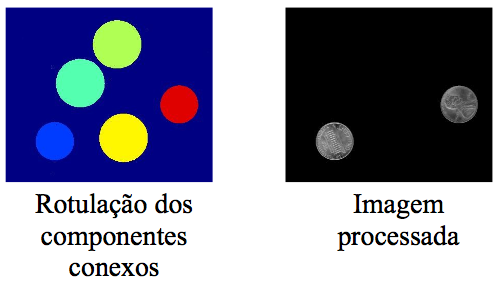 Rotulação dos
componentes
conexos
Imagem
processada